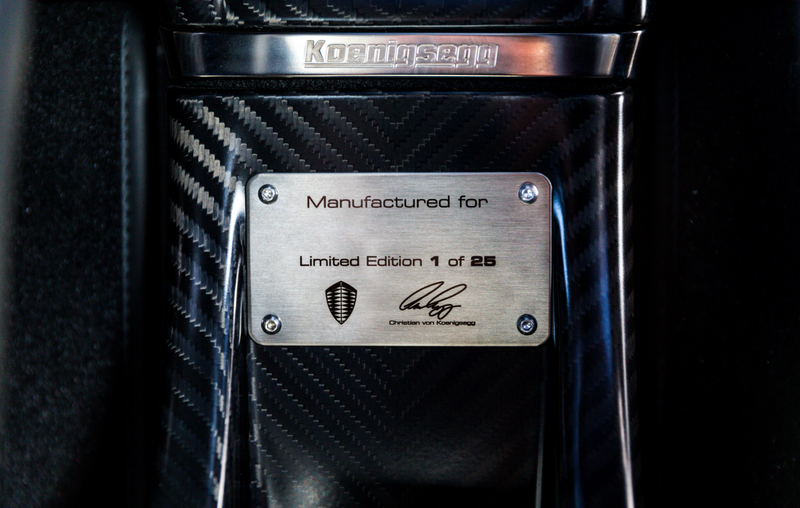 Koenigsegg
Manufactured for
Limited Edition 1 of 25
Christian von Koenigsegg